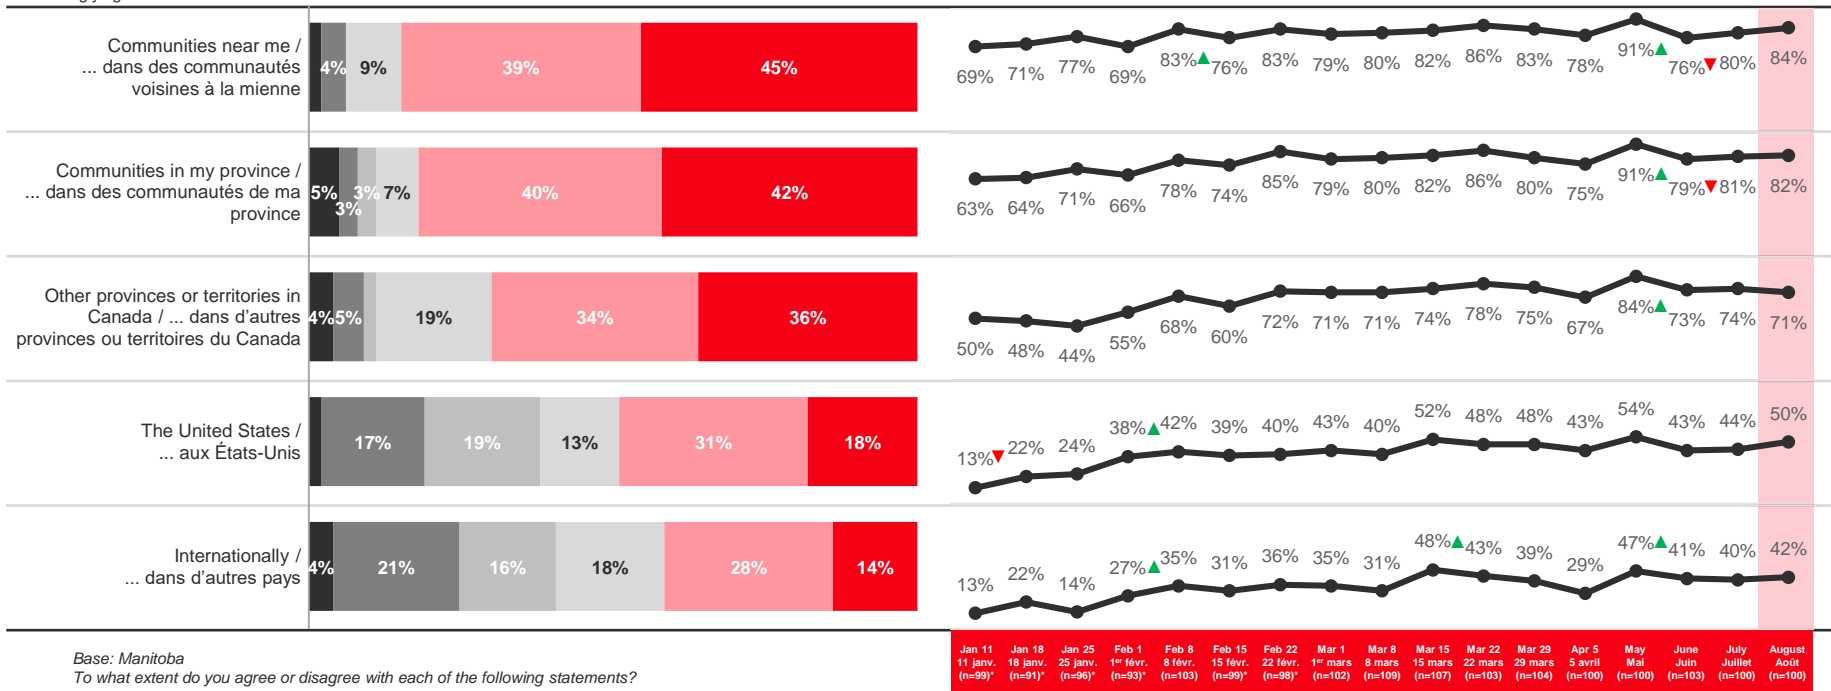 Communities near me /
... dans des communautés
voisines à la mienne
4% 9% 39% 45%
69% 71% 77% 69% 83% 76% 83% 79% 80% 82% 86% 83% 78% 91% 76% 80% 84%
Communities in my province /
... dans des communautés de ma
province
5% 3% 3% 7% 40% 42%
63% 64% 71% 66% 78% 74% 85% 79% 80% 82% 86% 80% 75% 91% 79% 81% 82%
Other provinces or territories in
Canada / ... dans d'autres
provinces ou territoires du Canada
4% 5% 19% 34% 36%
50% 48% 44% 55% 68% 60% 72% 71% 71% 74% 78% 75% 67% 84% 73% 74% 71%
The United States /
... aux États-Unis
17% 19% 13% 31% 18%
13% 22% 24% 38% 42% 39% 40% 43% 40% 52% 48% 48% 43% 54% 43% 44% 50%
Internationally /
... dans d'autres pays
4% 21% 16% 18% 28% 14%
13% 22% 14% 27% 35% 31% 36% 35% 31% 48% 43% 39% 29% 47% 41% 40% 42%
Jan 11 Jan 18 Jan 25 Feb 1 Feb 8 Feb 15 Feb 22 Mar 1 Mar 8 Mar 15 Mar 22 Mar 29 Apr 5 May June July August
11 janv. 18 janv. 25 janv. 1er févr. 8 févr. 15 févr. 22 févr. 1er mars 8 mars 15 mars 22 mars 29 mars 5 avril Mai Juin Juillet Août
(n=99)* (n=91)* (n=96)* (n=93)* (n=103) (n=99)* (n=98)* (n=102) (n=109) (n=107) (n=103) (n=104) (n=100) (n=100) (n=103) (n=100) (n=100)
Base: Manitoba
To what extent do you agree or disagree with each of the following statements?